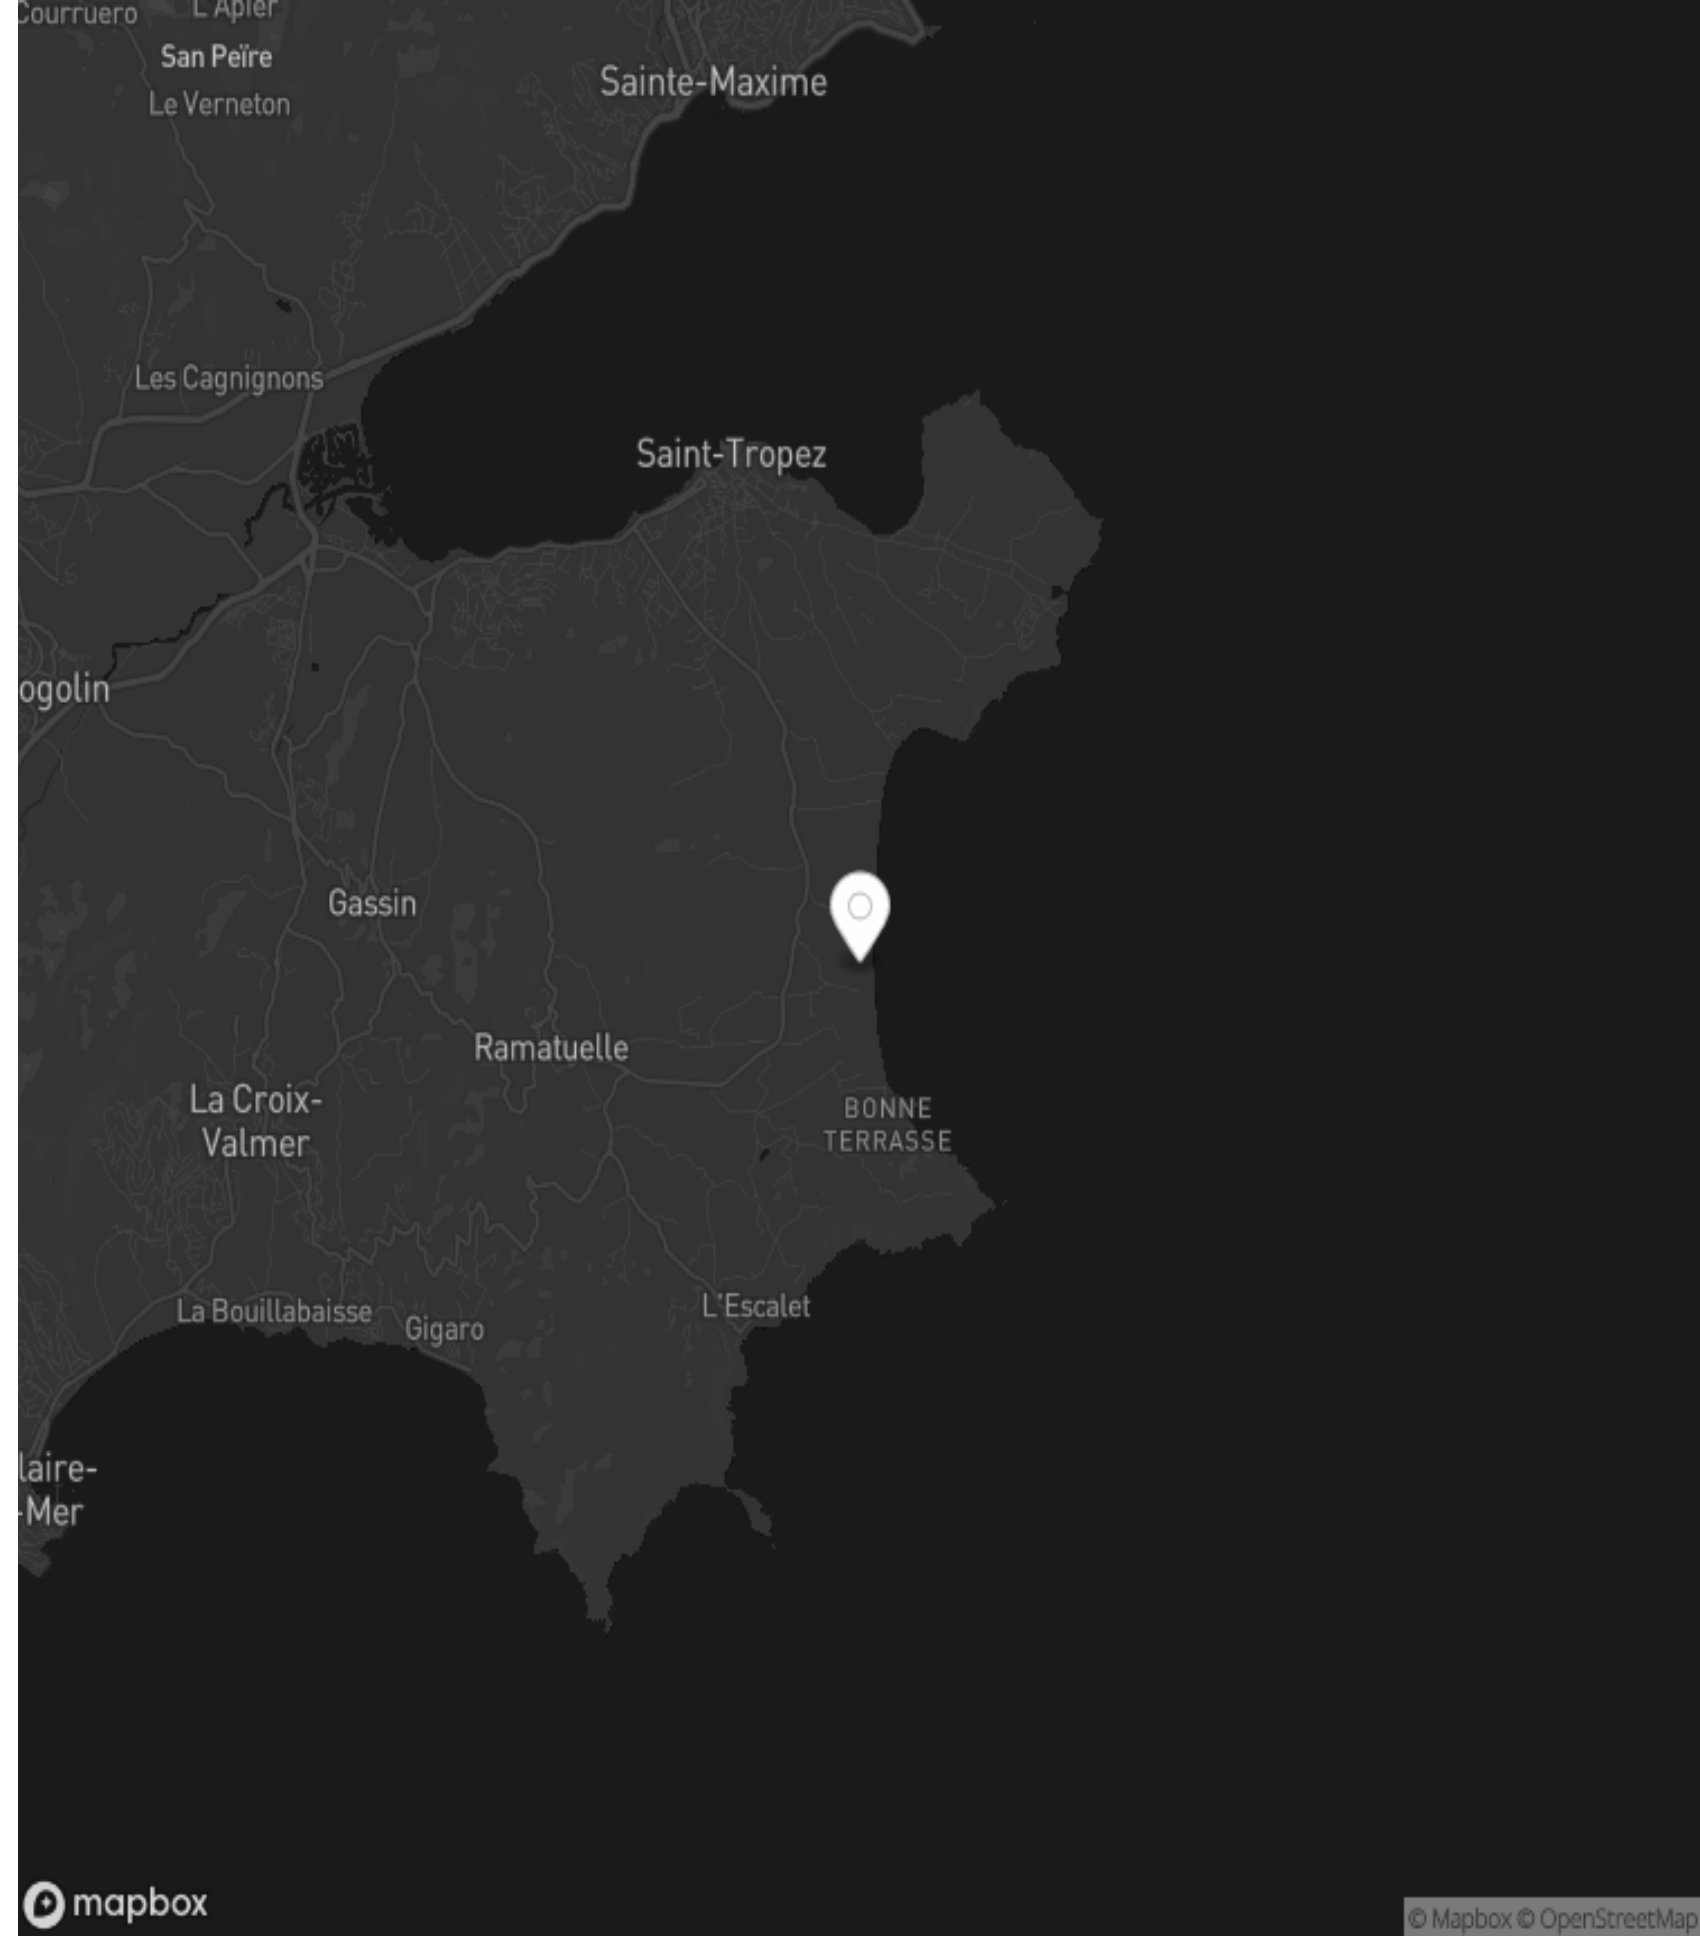 Courruero
L'Apier
San Peïre
Sainte-Maxime
Le Verneton
Les Cagnignons
Saint-Tropez
ogolin
Gassin
Ramatuelle
La Croix-
Valmer
BONNE
TERRASSE
La Bouillabaisse
Gigaro
L'Escalet
laire-
-Mer
mapbox
© Mapbox © OpenStreetMap